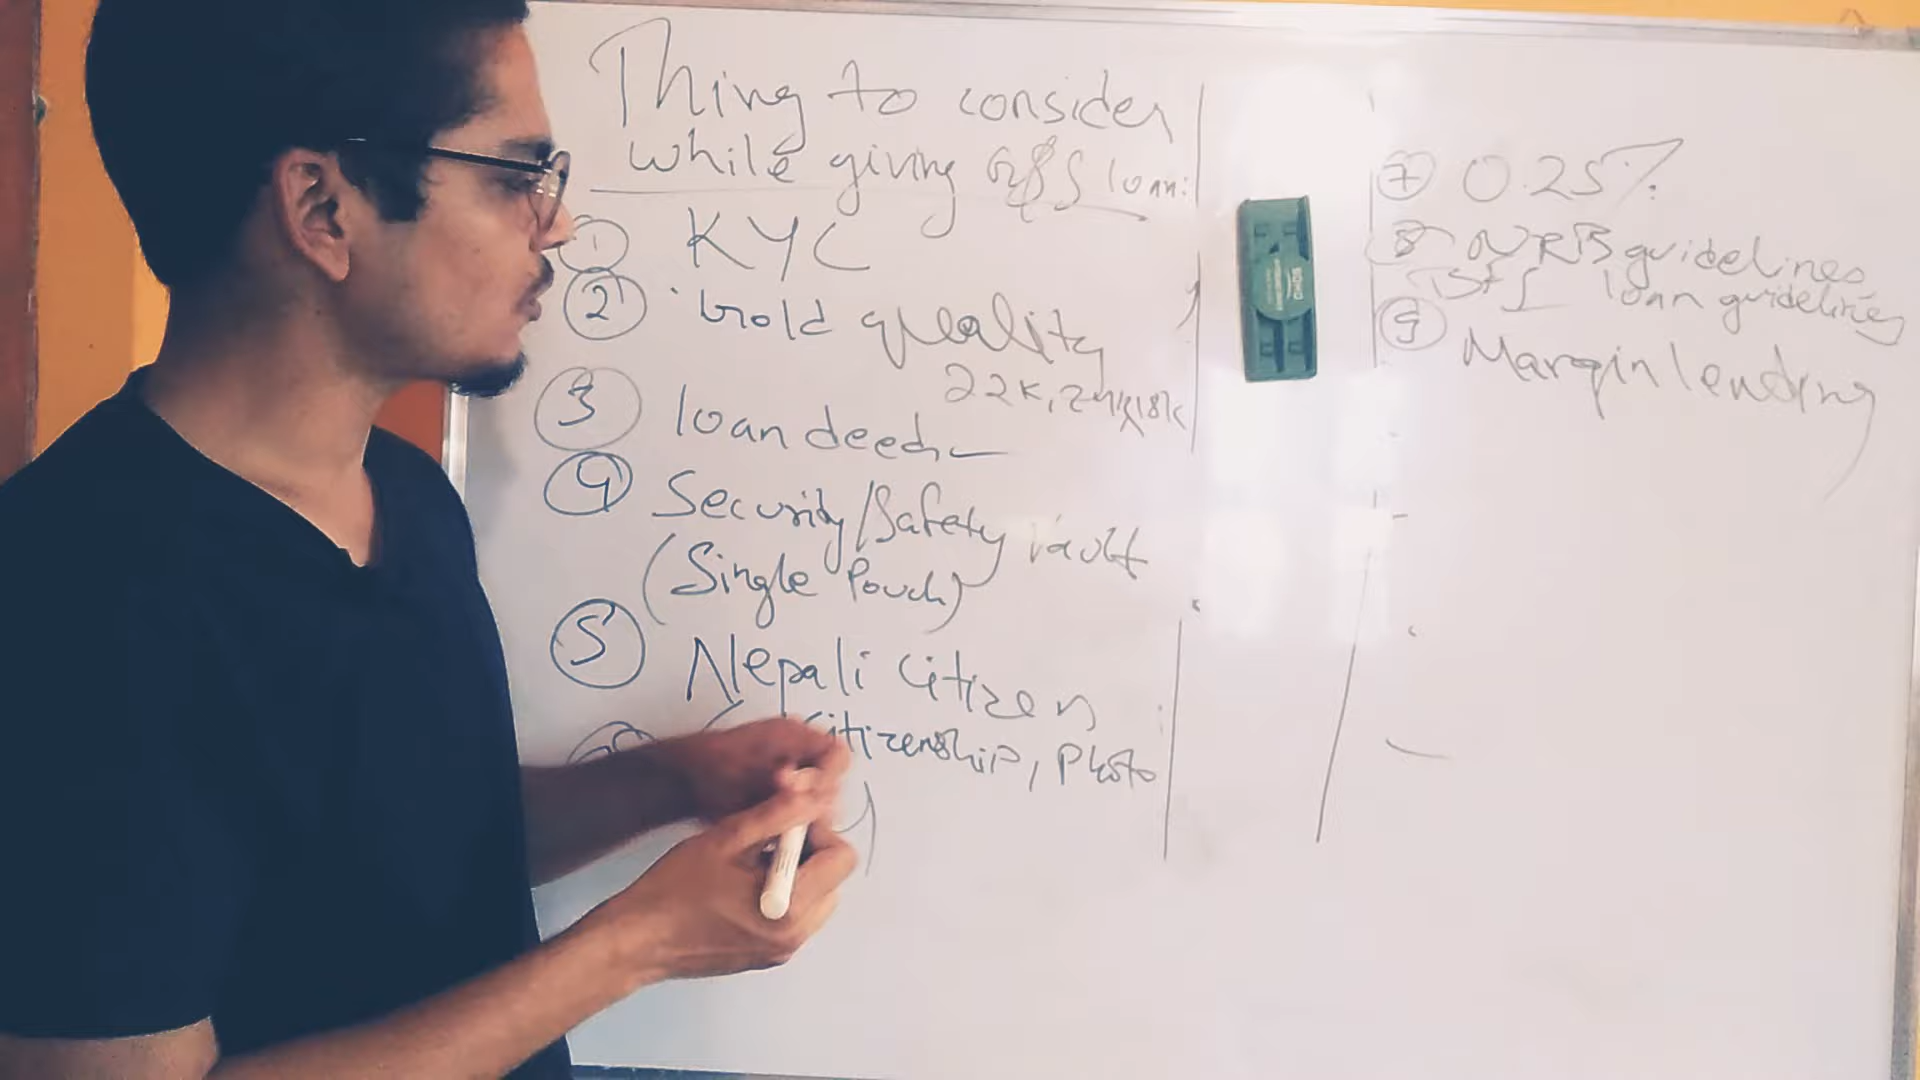 Thing to consider
while giving G&S loan:
① KYC
② Gold quality
22K, 24K, 18K
③ loan deed
④ Security/Safety vault
(Single Pouch)
⑤ Nepali Citizen
Citizenship, Photo
⑦ 0.25%
⑧ NRB guidelines
loan guidelines
⑨ Margin lending